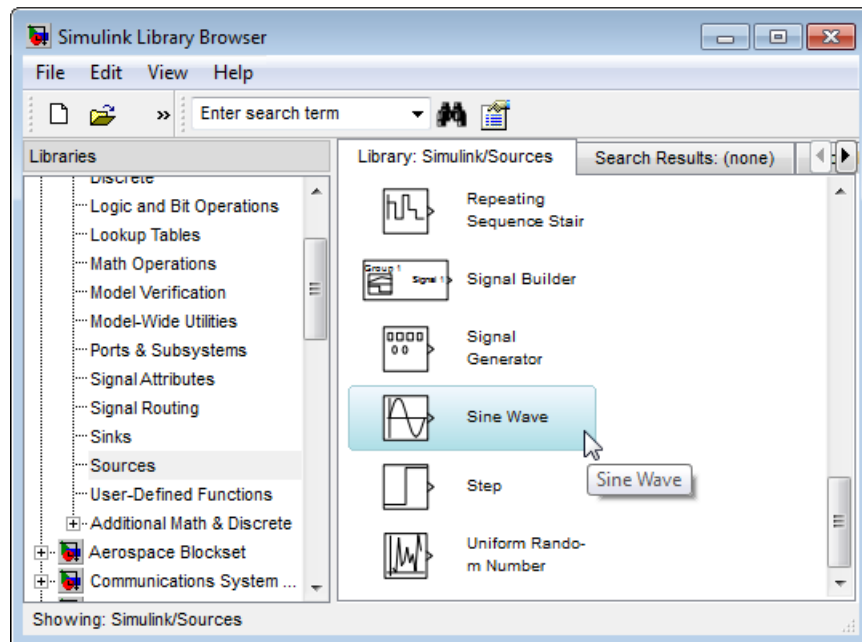 Simulink Library Browser
File Edit View Help
» Enter search term
Libraries
Library: Simulink/Sources
Search Results: (none)
Discrete
Logic and Bit Operations
Lookup Tables
Math Operations
Model Verification
Model-Wide Utilities
Ports & Subsystems
Signal Attributes
Signal Routing
Sinks
Sources
User-Defined Functions
Additional Math & Discrete
Aerospace Blockset
Communications System ...
Repeating
Sequence Stair
Group 1
Signal 1
Signal Builder
Signal
Generator
Sine Wave
Sine Wave
Step
Uniform Rando-
m Number
Showing: Simulink/Sources